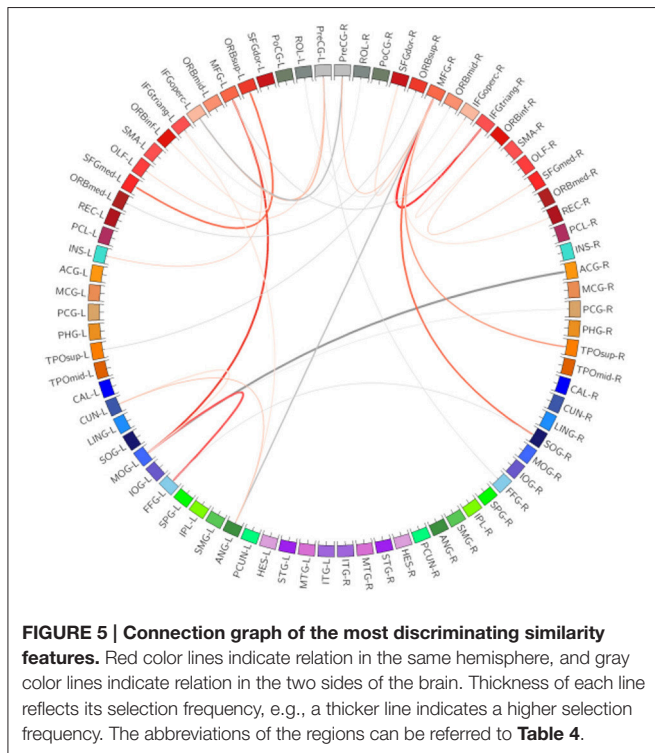 PreCG-L
ROL-L
PoCG-L
SFGdor-L
ORBsup-L
MFG-L
ORBmid-L
IFGoperc-L
IFGtriang-L
ORBinf-L
SMA-L
OLF-L
SFGmed-L
ORBmed-L
REC-L
PCL-L
INS-L
ACG-L
MCG-L
PCG-L
PHG-L
TPOsup-L
TPOmid-L
CAL-L
CUN-L
LING-L
SOG-L
MOG-L
IOG-L
FFG-L
SPG-L
IPL-L
SMG-L
ANG-L
PCUN-L
HES-L
STG-L
MTG-L
ITG-L
PreCG-R
ROL-R
PoCG-R
SFGdor-R
ORBsup-R
MFG-R
ORBmid-R
IFGoperc-R
IFGtriang-R
ORBinf-R
SMA-R
OLF-R
SFGmed-R
ORBmed-R
REC-R
PCL-R
INS-R
ACG-R
MCG-R
PCG-R
PHG-R
TPOsup-R
TPOmid-R
CAL-R
CUN-R
LING-R
SOG-R
MOG-R
IOG-R
FFG-R
SPG-R
IPL-R
SMG-R
ANG-R
PCUN-R
HES-R
STG-R
MTG-R
ITG-R
FIGURE 5 | Connection graph of the most discriminating similarity
features. Red color lines indicate relation in the same hemisphere, and gray
color lines indicate relation in the two sides of the brain. Thickness of each line
reflects its selection frequency, e.g., a thicker line indicates a higher selection
frequency. The abbreviations of the regions can be referred to Table 4.